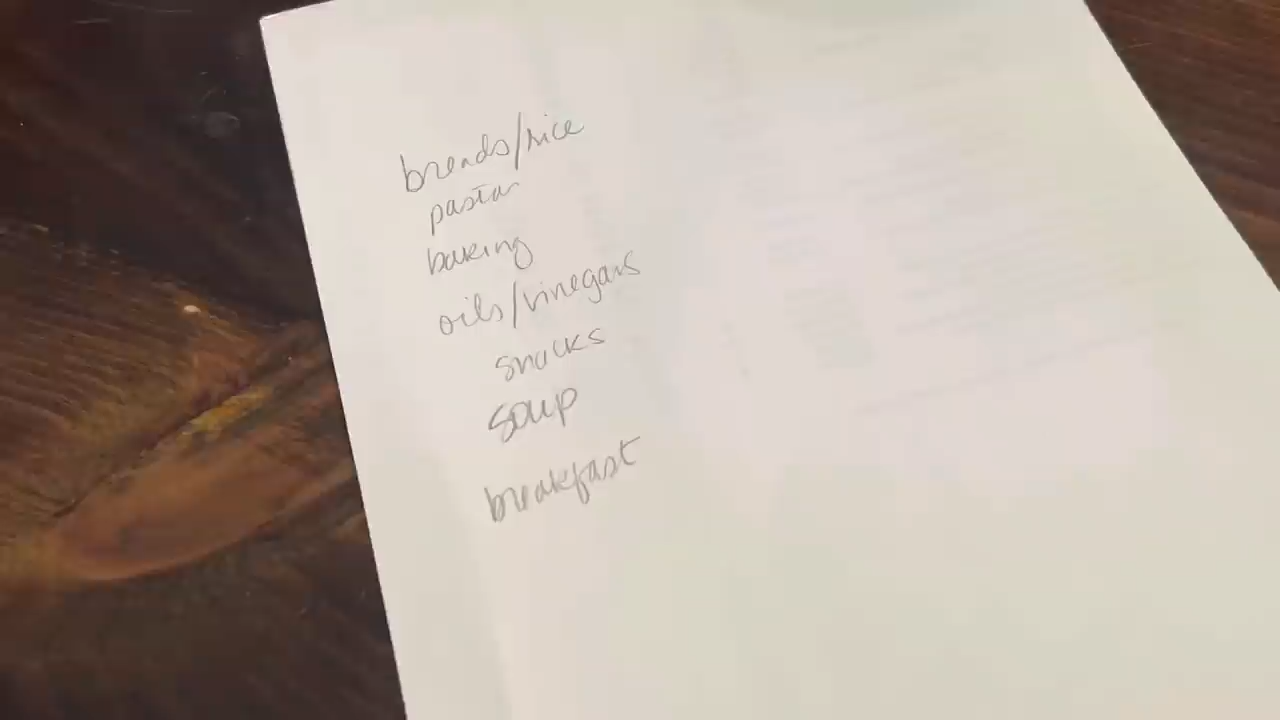 breads/rice
pasta
baking
oils/vinegars
snacks
soup
breakfast